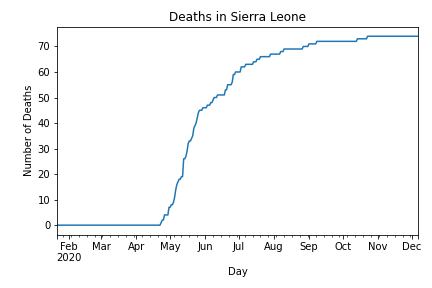 Deaths in Sierra Leone
Number of Deaths
70
60
50
40
30
20
10
0
Feb Mar Apr May Jun Jul Aug Sep Oct Nov Dec
2020
Day